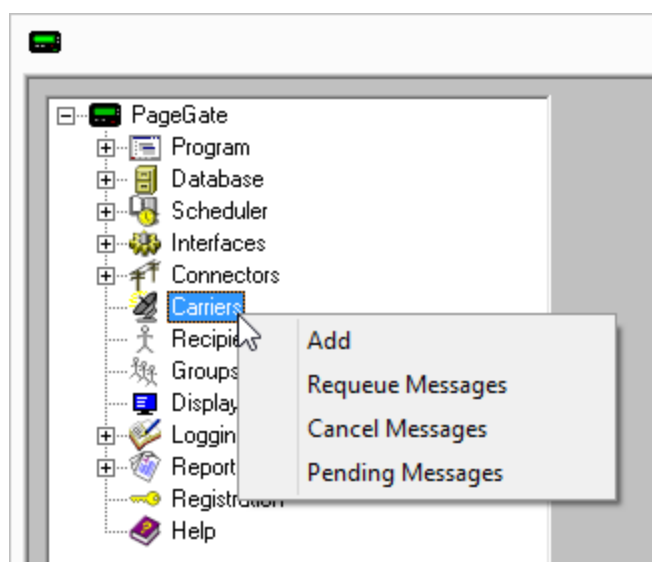 PageGate
Program
Database
Scheduler
Interfaces
Connectors
Carriers
Groups
Help
Add
Requeue Messages
Cancel Messages
Pending Messages